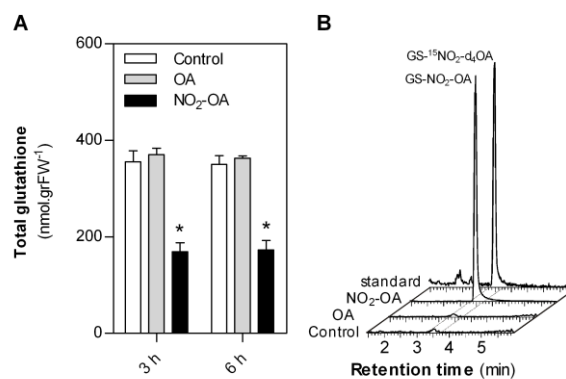 A
Total glutathione
(nmol.grFW⁻¹)
600
400
200
0
Control
OA
NO₂-OA
*
*
3 h
6 h
B
GS-¹⁵NO₂-d₄OA
GS-NO₂-OA
standard
NO₂-OA
OA
Control
2 3 4 5
Retention time (min)